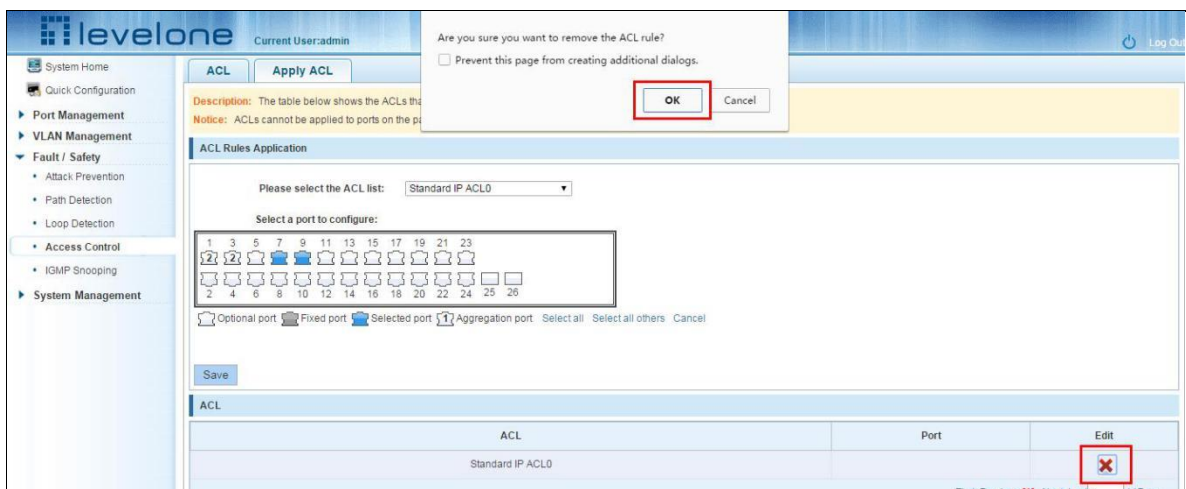 levelone
Current User:admin
Log Out
Are you sure you want to remove the ACL rule?
Prevent this page from creating additional dialogs.
OK
Cancel
System Home
Quick Configuration
Port Management
VLAN Management
Fault / Safety
• Attack Prevention
• Path Detection
• Loop Detection
• Access Control
• IGMP Snooping
System Management
ACL
Apply ACL
Description: The table below shows the ACLs tha
Notice: ACLs cannot be applied to ports on the pa
ACL Rules Application
Please select the ACL list: Standard IP ACL0
Select a port to configure:
1 3 5 7 9 11 13 15 17 19 21 23
2 2
2 4 6 8 10 12 14 16 18 20 22 24 25 26
Optional port Fixed port Selected port 1 Aggregation port Select all Select all others Cancel
Save
ACL
ACL Port Edit
Standard IP ACL0